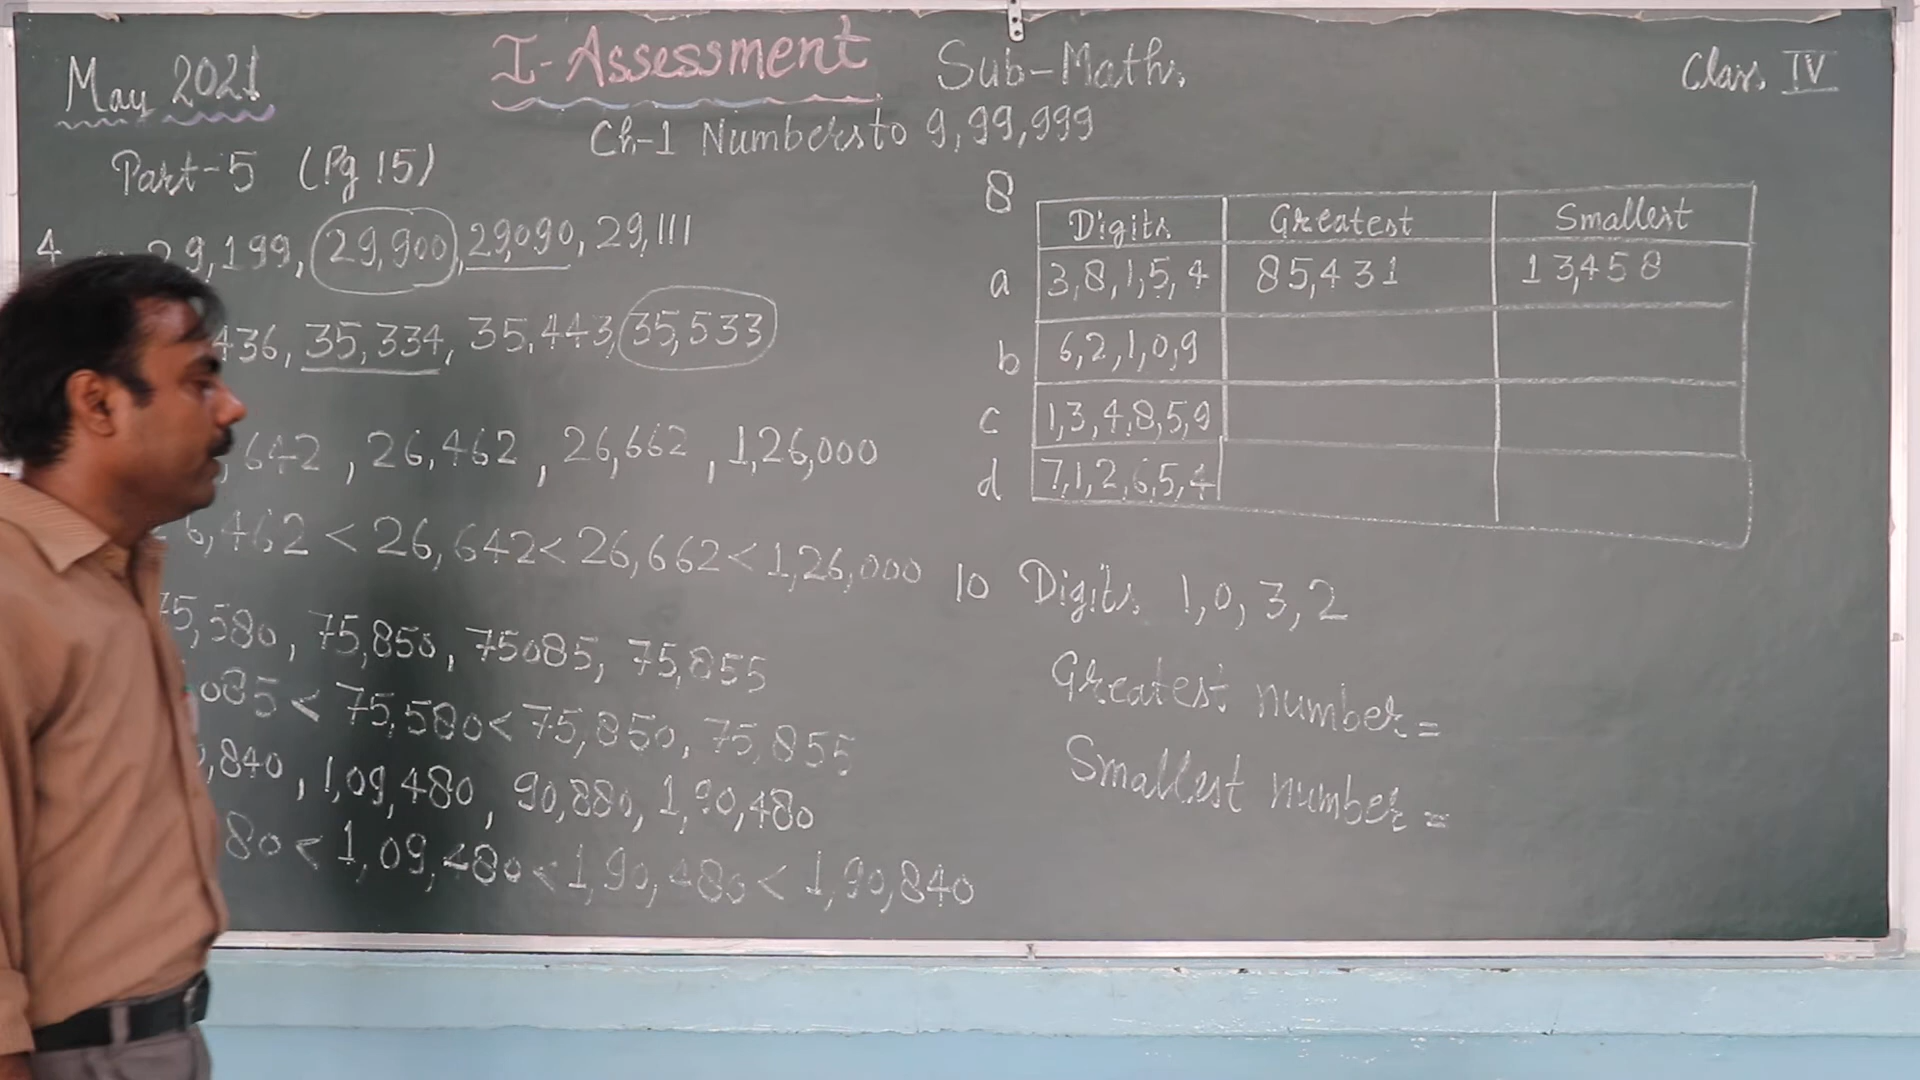 May 2021
I-Assessment
Sub-Maths
Class IV
Ch-1 Numbers to 9,99,999
Part-5 (Pg 15)
4
29,199, 29,900, 29090, 29,111
436, 35,334, 35,443, 35,533
,642 , 26,462 , 26,662 , 1,26,000
26,462 < 26,642 < 26,662 < 1,26,000
75,580, 75,850, 75085, 75,855
,085 < 75,580 < 75,850, 75,855
,840, 1,09,480, 90,880, 1,90,480
80 < 1,09,480 < 1,90,480 < 1,90,840
8
Digits Greatest Smallest
a 3,8,1,5,4 85,431 13,458
b 6,2,1,0,9
c 1,3,4,8,5,9
d 7,1,2,6,5,4
10 Digits 1,0,3,2
Greatest number =
Smallest number =